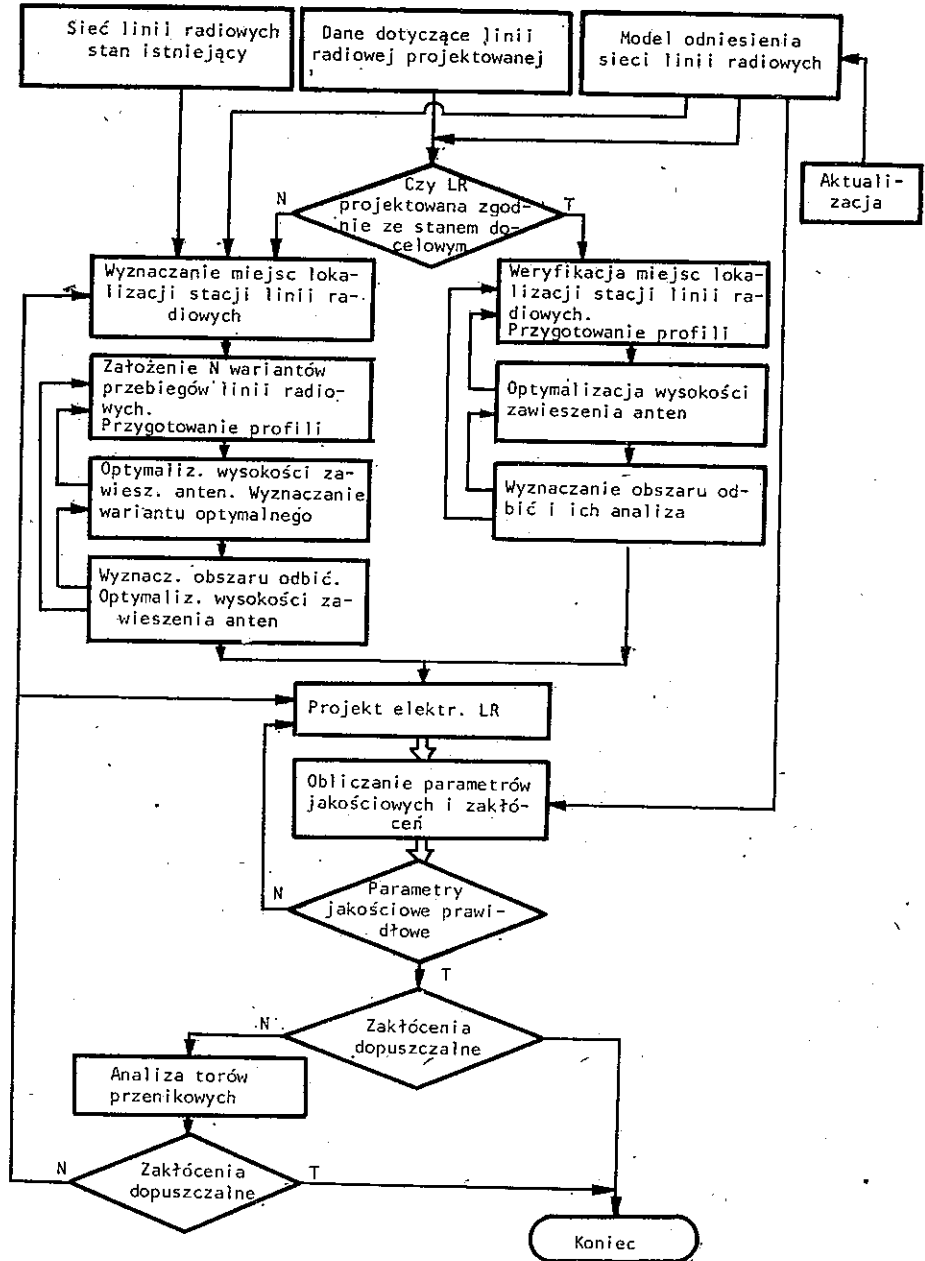 Sieć linii radiowych
stan istniejący
Dane dotyczące linii
radiowej projektowanej
Model odniesienia
sieci linii radiowych
Aktuali-
zacja
Czy LR
projektowana zgod-
nie ze stanem do-
celowym
N
T
Wyznaczanie miejsc loka-
lizacji stacji linii ra-
diowych
Weryfikacja miejsc loka-
lizacji stacji linii ra-
diowych.
Przygotowanie profili
Założenie N wariantów
przebiegów linii radio-
wych.
Przygotowanie profili
Optymalizacja wysokości
zawieszenia anten
Optymaliz. wysokości za-
wiesz. anten. Wyznaczanie
wariantu optymalnego
Wyznaczanie obszaru od-
bić i ich analiza
Wyznacz. obszaru odbić.
Optymaliz. wysokości za-
wieszenia anten
Projekt elektr. LR
Obliczanie parametrów
jakościowych i zakłó-
ceń
N
Parametry
jakościowe prawi-
dłowe
T
N
Zakłócenia
dopuszczalne
Analiza torów
przenikowych
N
Zakłócenia
dopuszczalne
T
Koniec